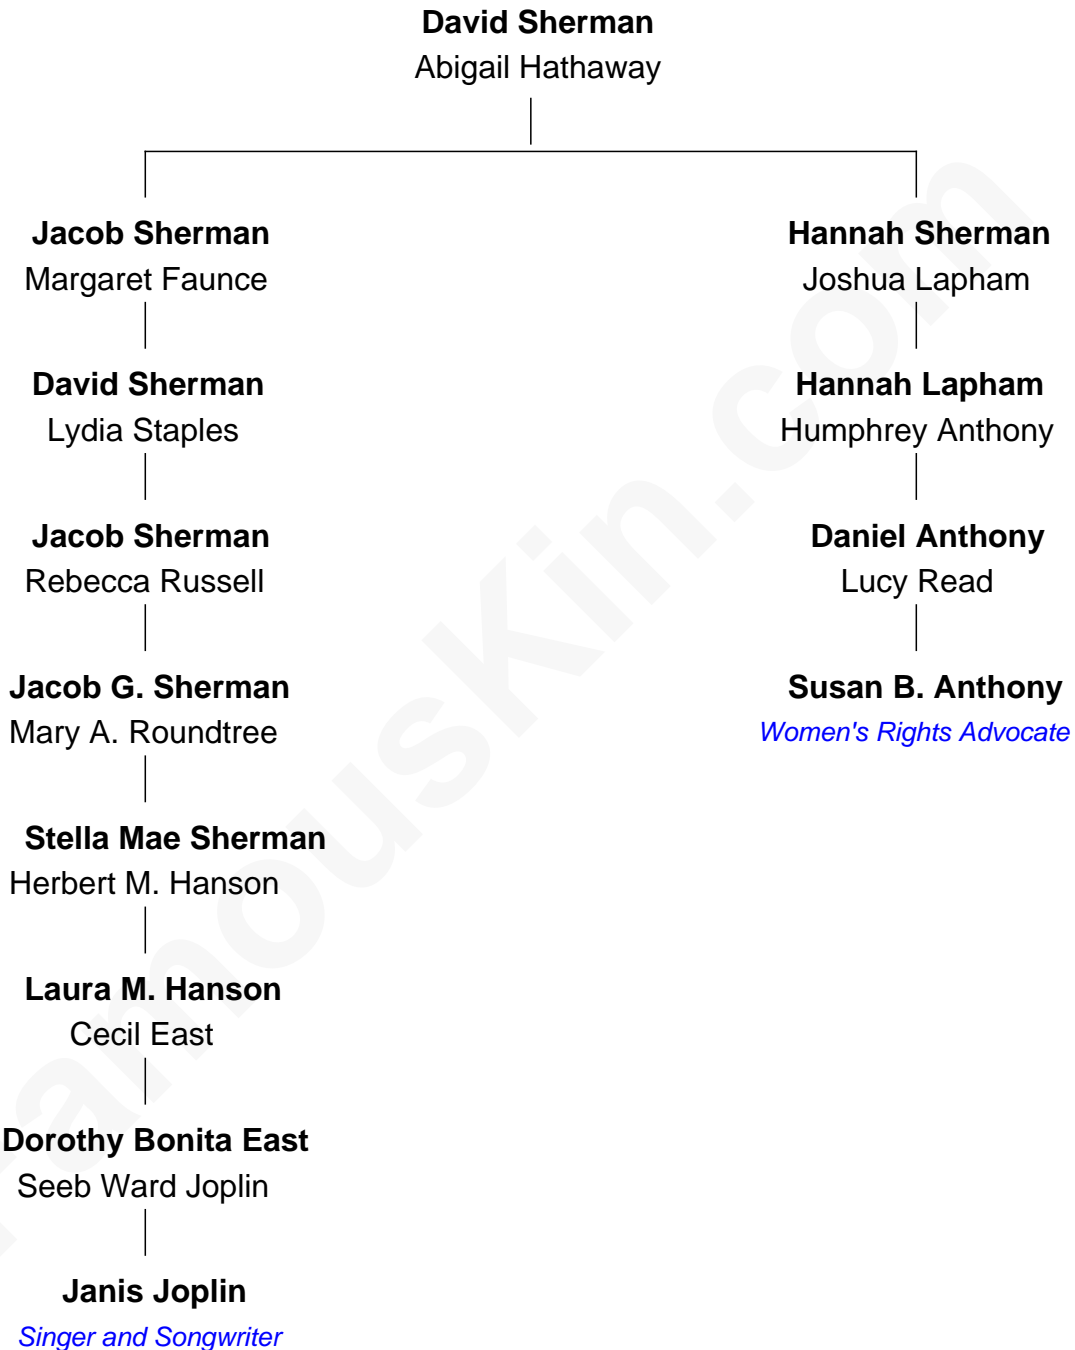 David Sherman
Abigail Hathaway
Jacob Sherman
Margaret Faunce
Hannah Sherman
Joshua Lapham
David Sherman
Lydia Staples
Hannah Lapham
Humphrey Anthony
Jacob Sherman
Rebecca Russell
Daniel Anthony
Lucy Read
Jacob G. Sherman
Mary A. Roundtree
Susan B. Anthony
Women's Rights Advocate
Stella Mae Sherman
Herbert M. Hanson
Laura M. Hanson
Cecil East
Dorothy Bonita East
Seeb Ward Joplin
Janis Joplin
Singer and Songwriter
FamousKin.com